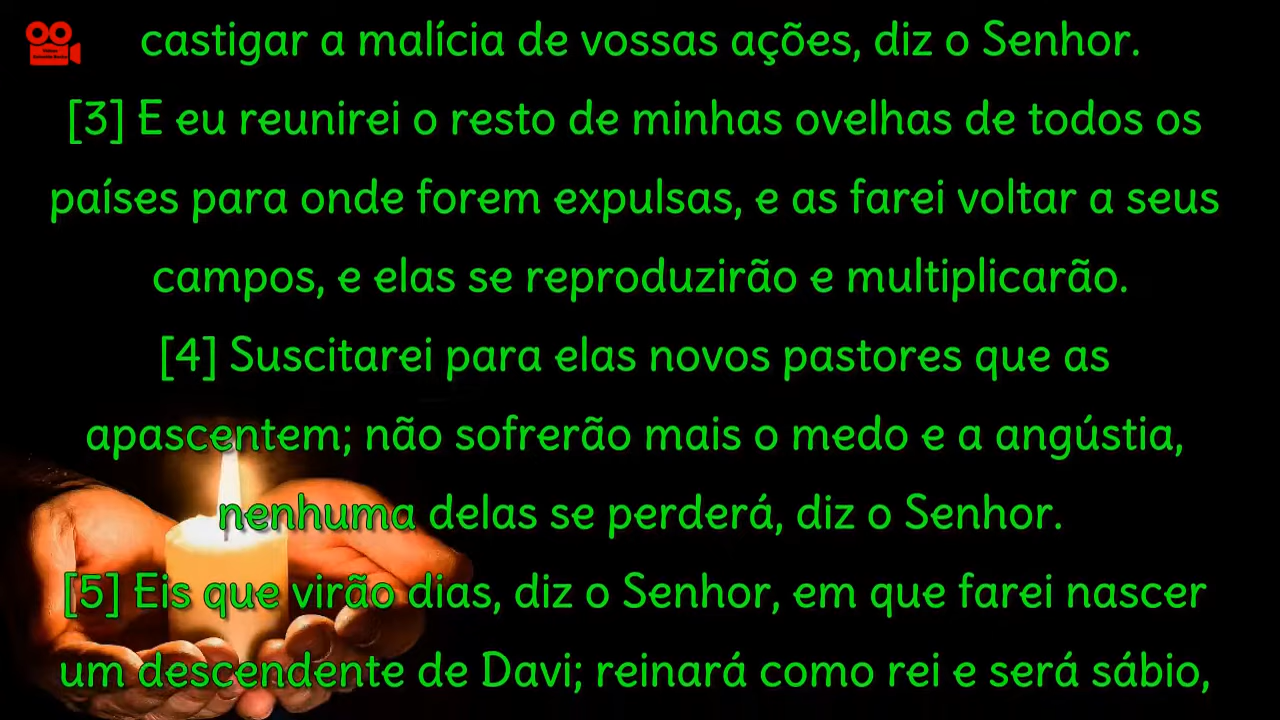 castigar a malícia de vossas ações, diz o Senhor.
[3] E eu reunirei o resto de minhas ovelhas de todos os
países para onde forem expulsas, e as farei voltar a seus
campos, e elas se reproduzirão e multiplicarão.
[4] Suscitarei para elas novos pastores que as
apascentem; não sofrerão mais o medo e a angústia,
nenhuma delas se perderá, diz o Senhor.
[5] Eis que virão dias, diz o Senhor, em que farei nascer
um descendente de Davi; reinará como rei e será sábio,